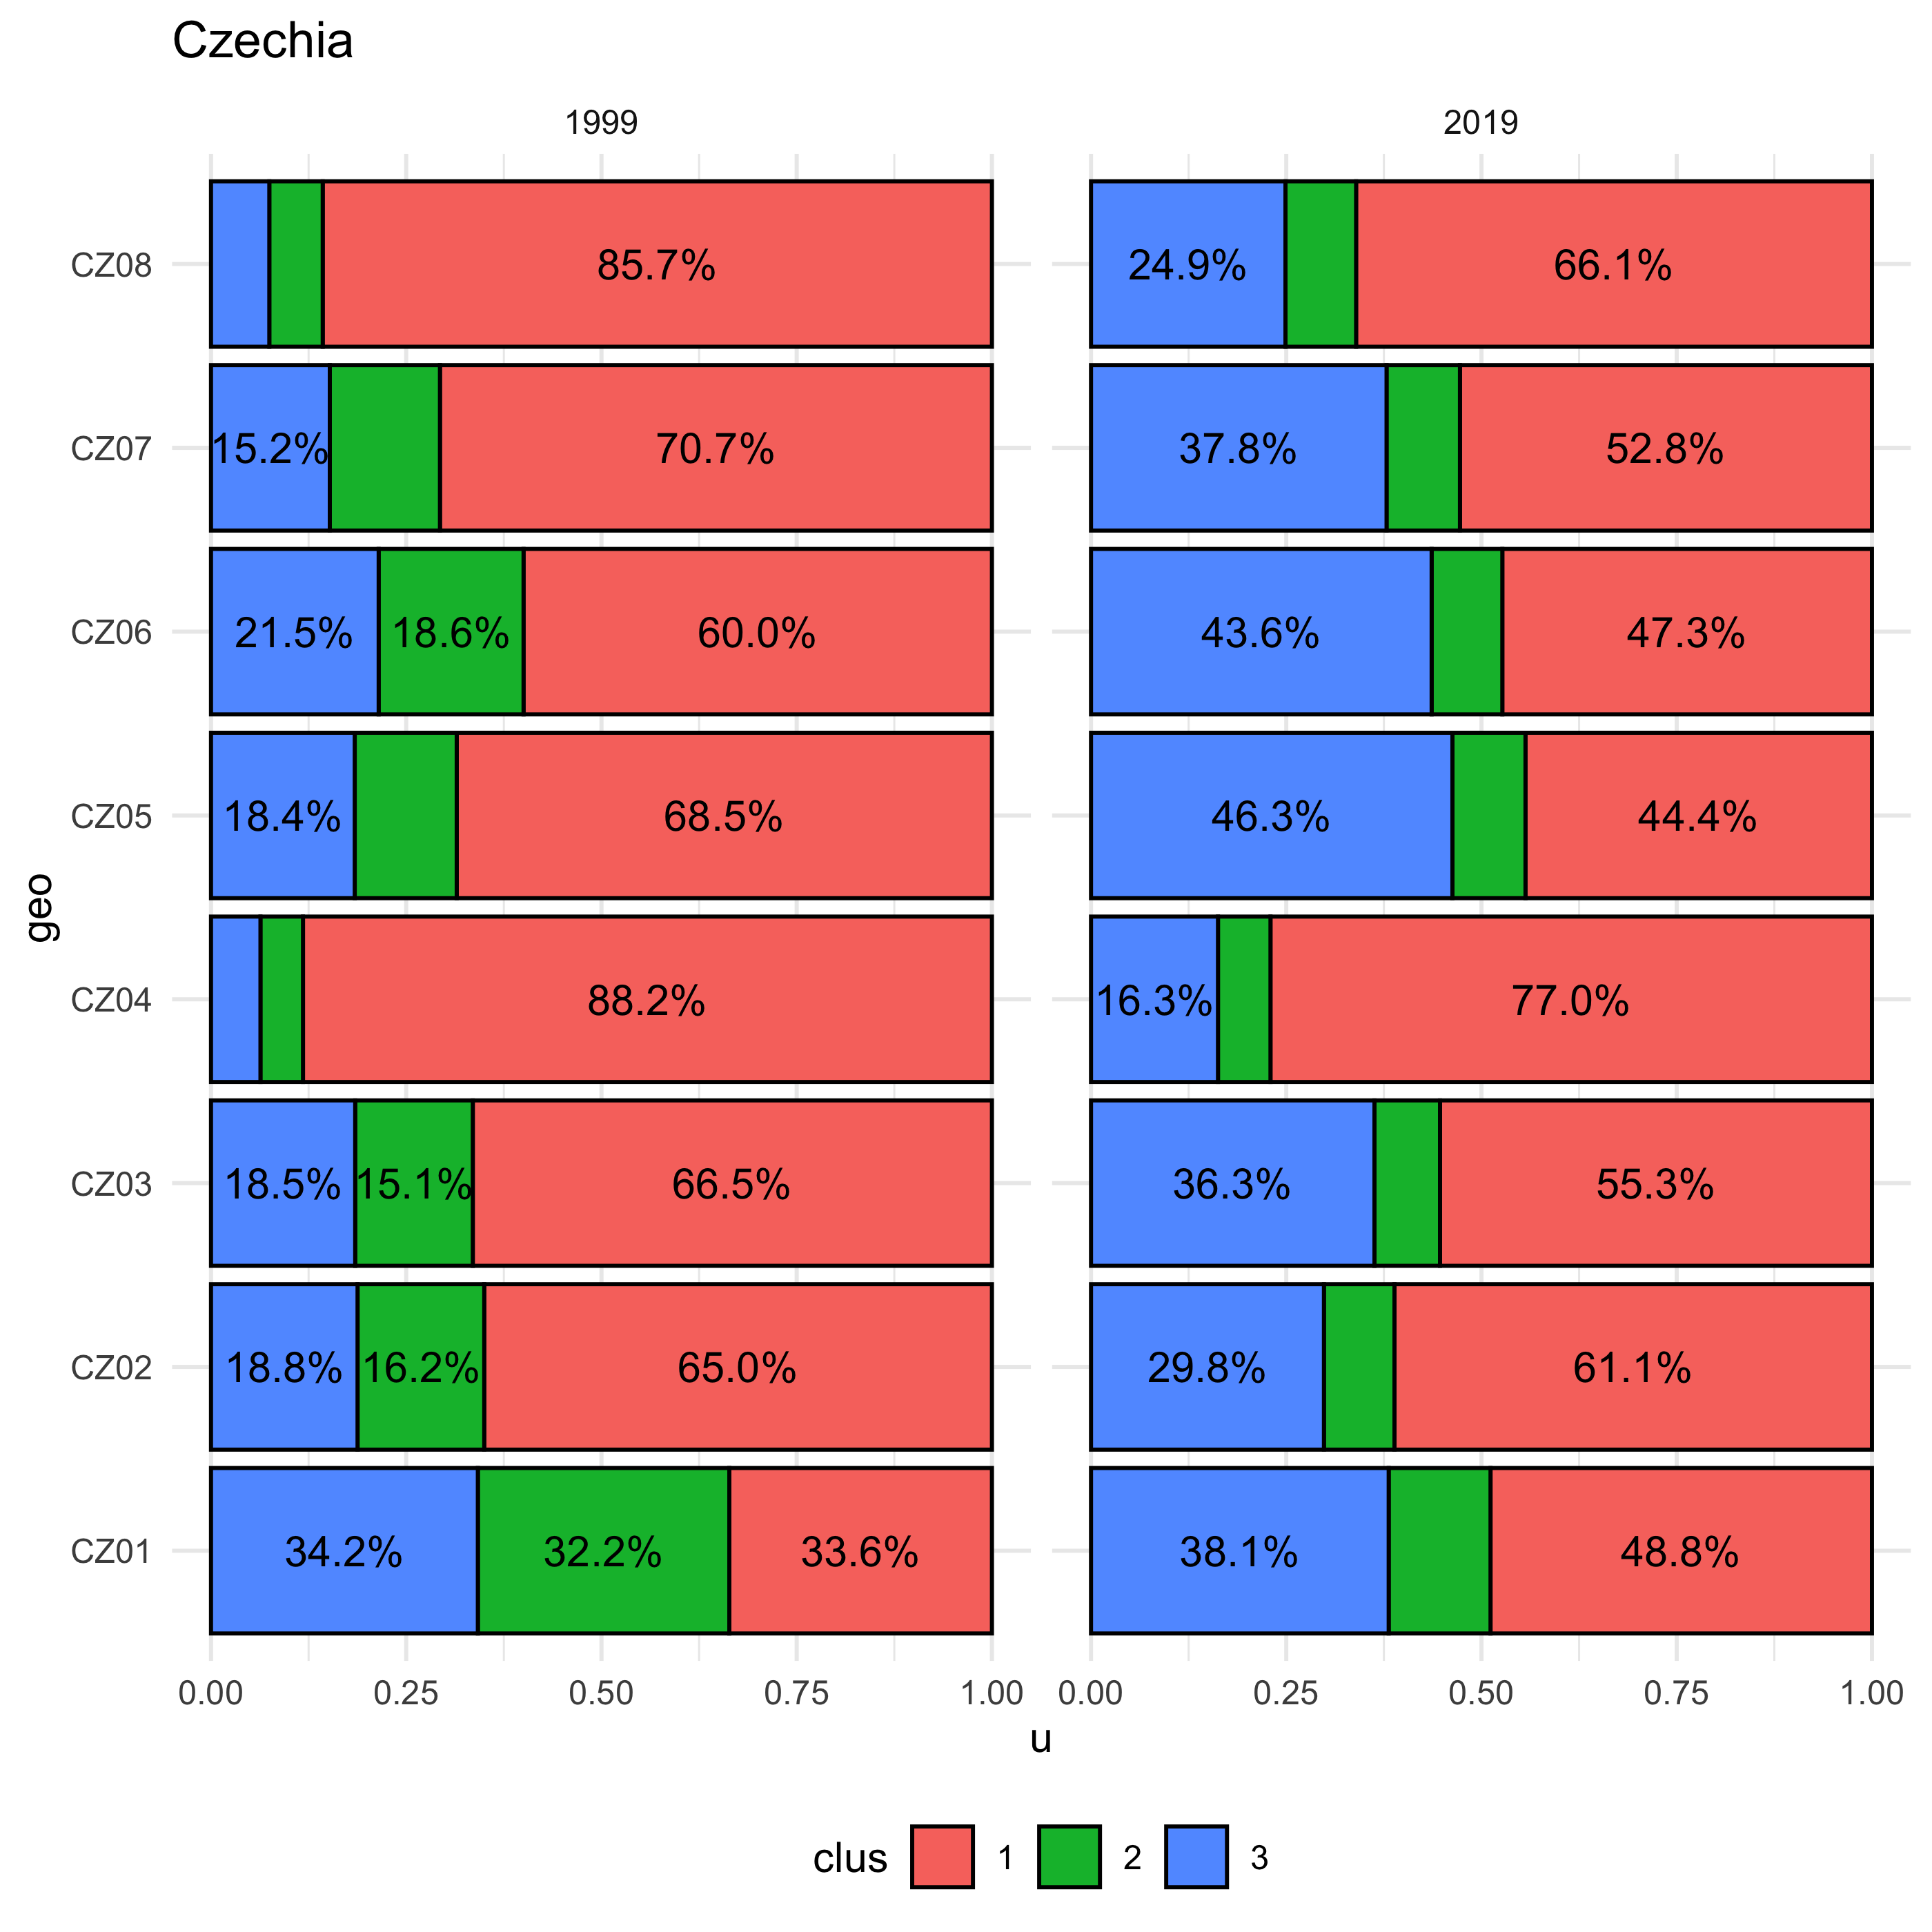 Czechia
1999 2019
CZ08 85.7% 24.9% 66.1%
CZ07 15.2% 70.7% 37.8% 52.8%
CZ06 21.5% 18.6% 60.0% 43.6% 47.3%
CZ05 18.4% 68.5% 46.3% 44.4%
geo
CZ04 88.2% 16.3% 77.0%
CZ03 18.5% 15.1% 66.5% 36.3% 55.3%
CZ02 18.8% 16.2% 65.0% 29.8% 61.1%
CZ01 34.2% 32.2% 33.6% 38.1% 48.8%
0.00 0.25 0.50 0.75 1.00 0.00 0.25 0.50 0.75 1.00
u
clus 1 2 3